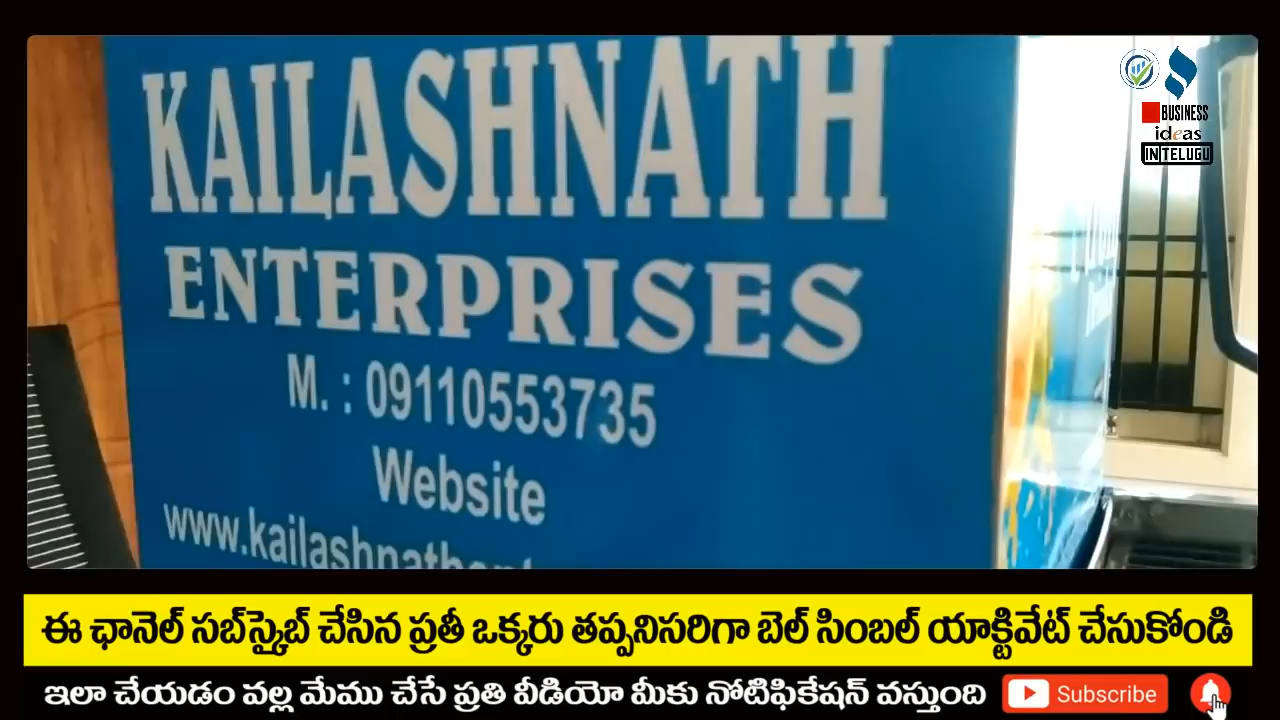 KAILASHNATH
ENTERPRISES
M. : 09110553735
Website
BUSINESS
ideas
IN TELUGU
ఈ ఛానెల్ సబ్‌స్క్రైబ్ చేసిన ప్రతీ ఒక్కరు తప్పనిసరిగా బెల్ సింబల్ యాక్టివేట్ చేసుకోండి
ఇలా చేయడం వల్ల మేము చేసే ప్రతి వీడియో మీకు నోటిఫికేషన్ వస్తుంది
Subscribe